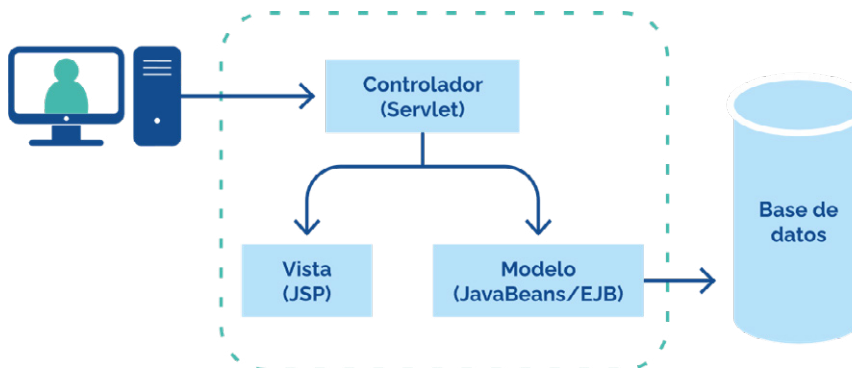 Controlador
(Servlet)
Vista
(JSP)
Modelo
(JavaBeans/EJB)
Base de
datos